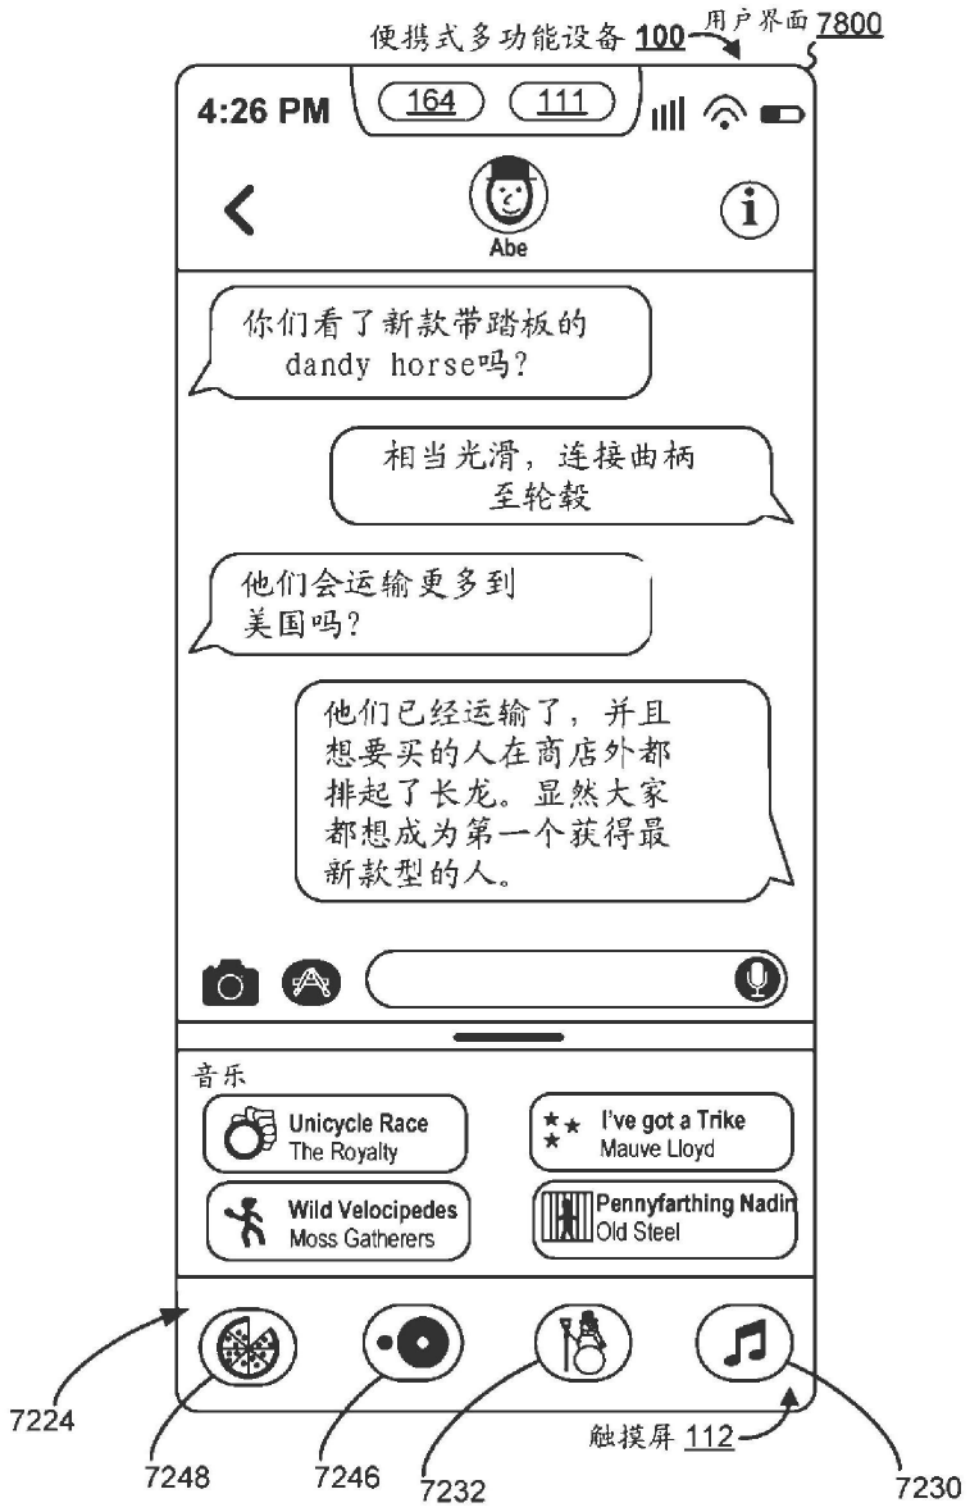 便携式多功能设备 100
用户界面 7800
4:26 PM
164
111
i
Abe
你们看了新款带踏板的
dandy horse吗?
相当光滑, 连接曲柄
至轮毂
他们会运输更多到
美国吗?
他们已经运输了, 并且
想要买的人在商店外都
排起了长龙。显然大家
都想成为第一个获得最
新款型的人。
音乐
Unicycle Race
The Royalty
I've got a Trike
Mauve Lloyd
Wild Velocipedes
Moss Gatherers
Pennyfarthing Nadin
Old Steel
7224
触摸屏 112
7248
7246
7232
7230